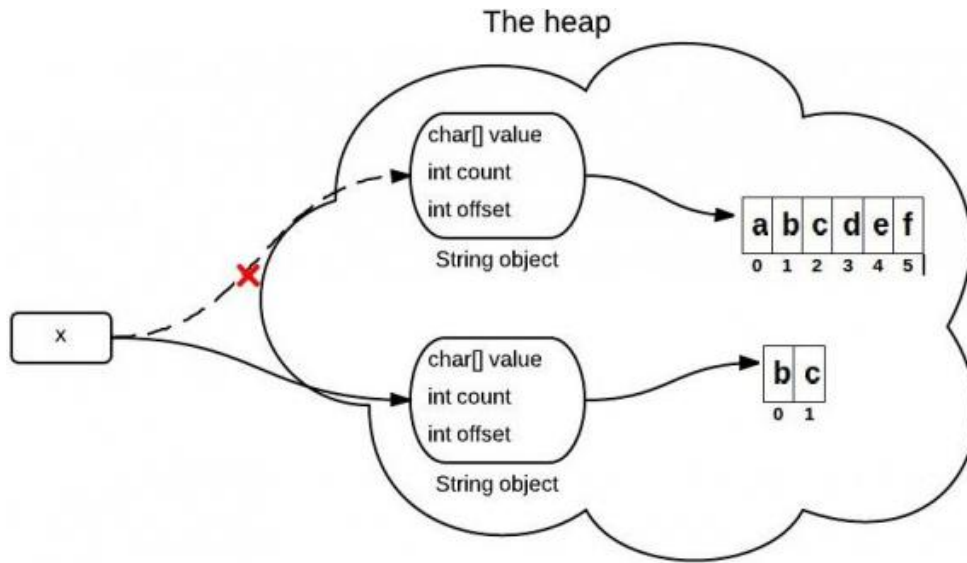 The heap
char[] value
int count
int offset
String object
a b c d e f
0 1 2 3 4 5
x
char[] value
int count
int offset
String object
b c
0 1